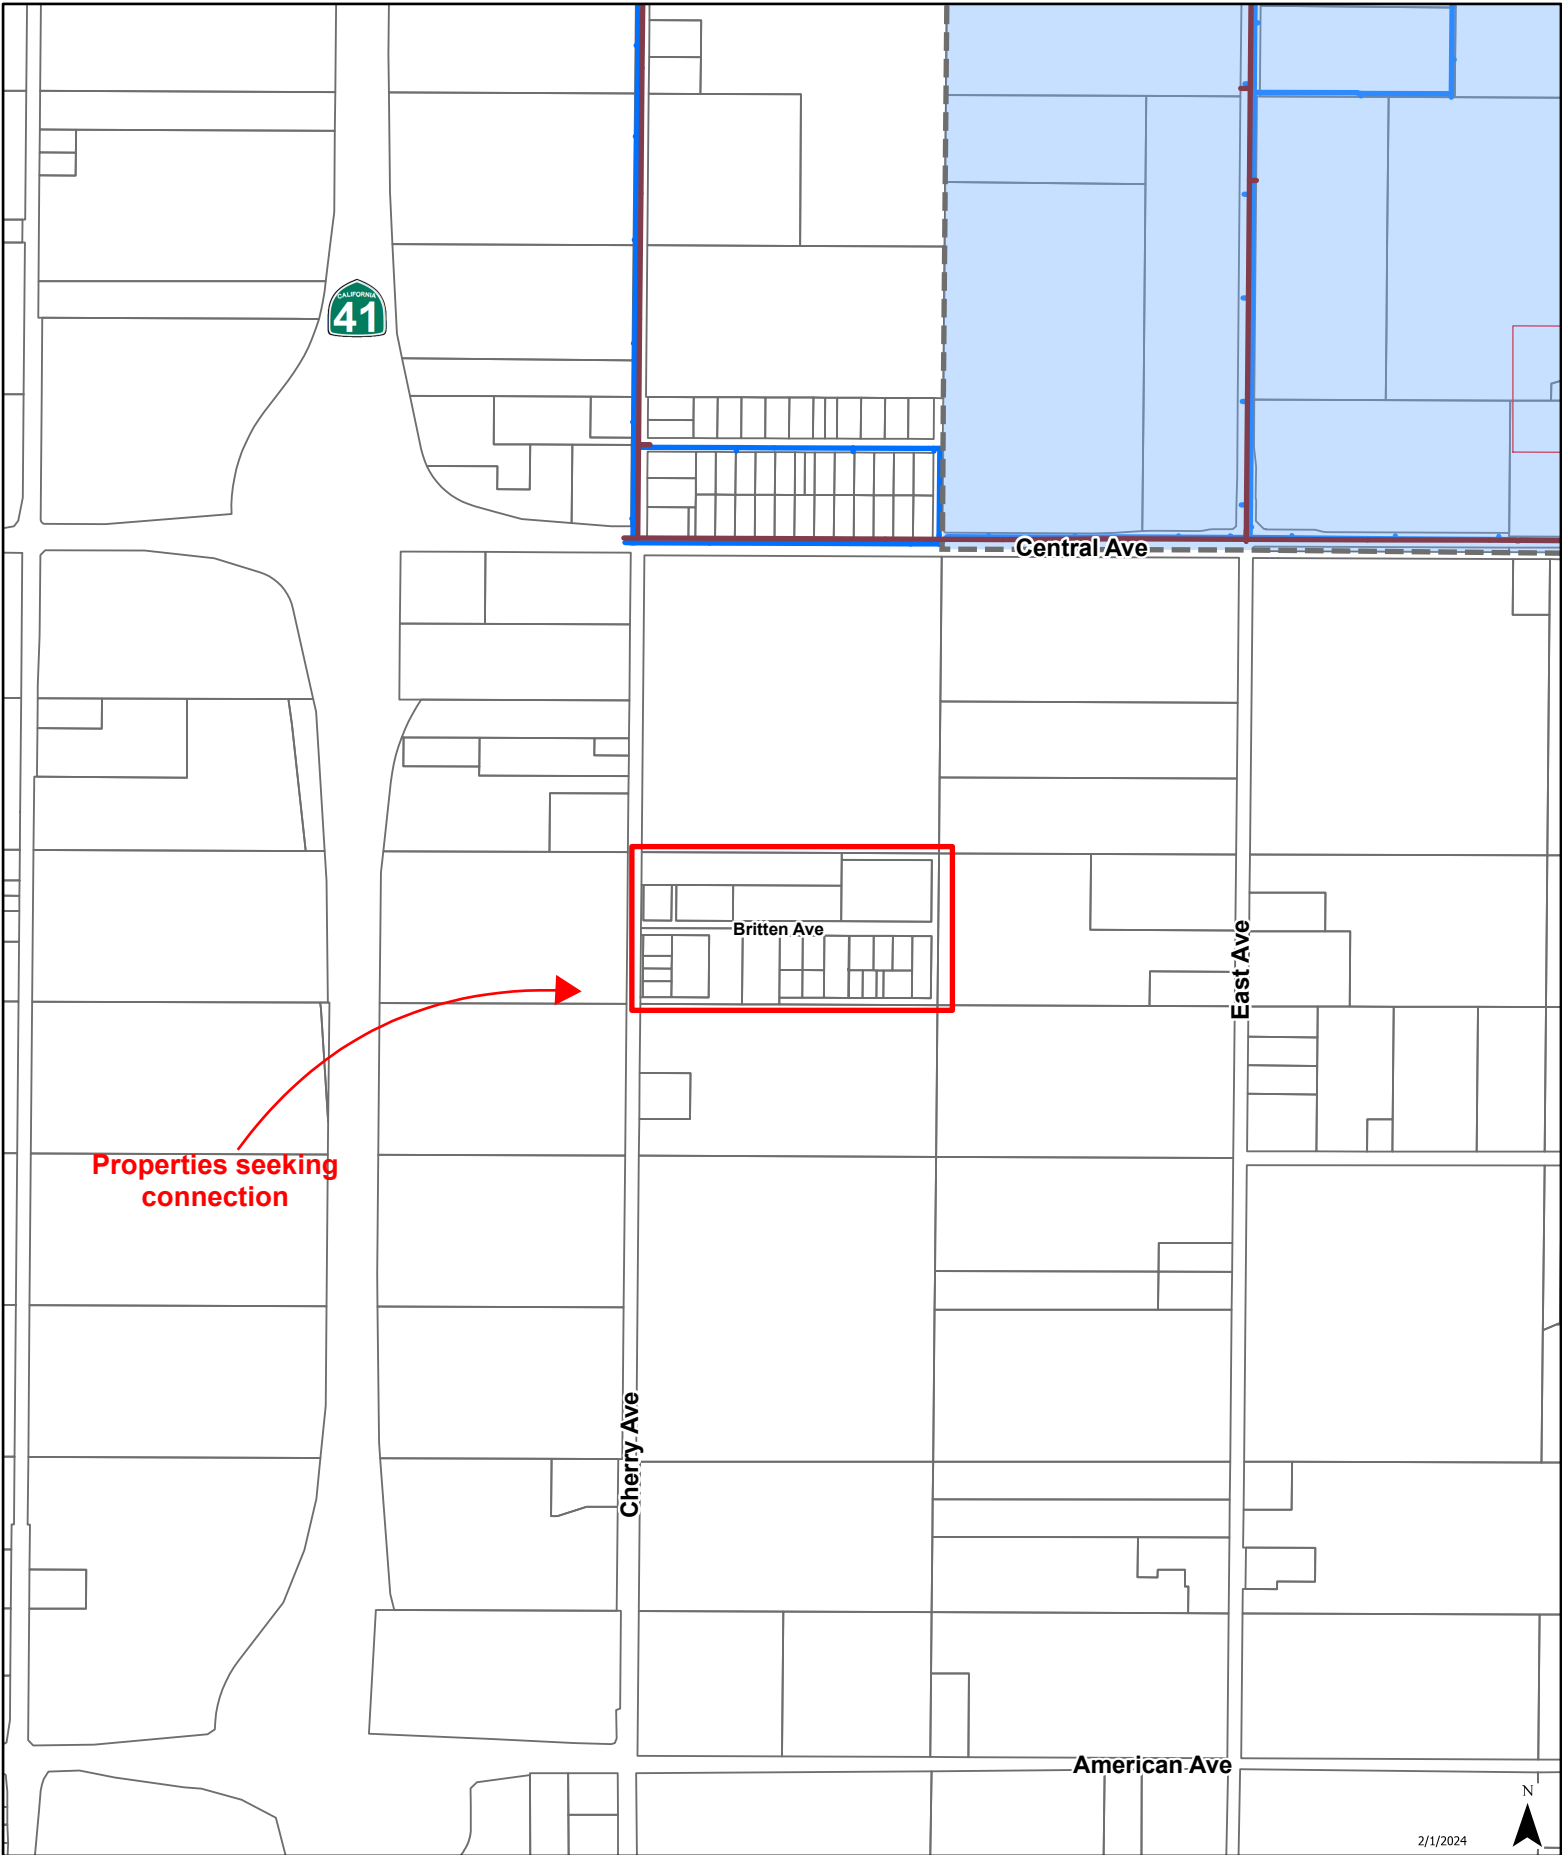 CALIFORNIA
41
Central Ave
Britten Ave
East Ave
Properties seeking
connection
Cherry Ave
American Ave
N
2/1/2024